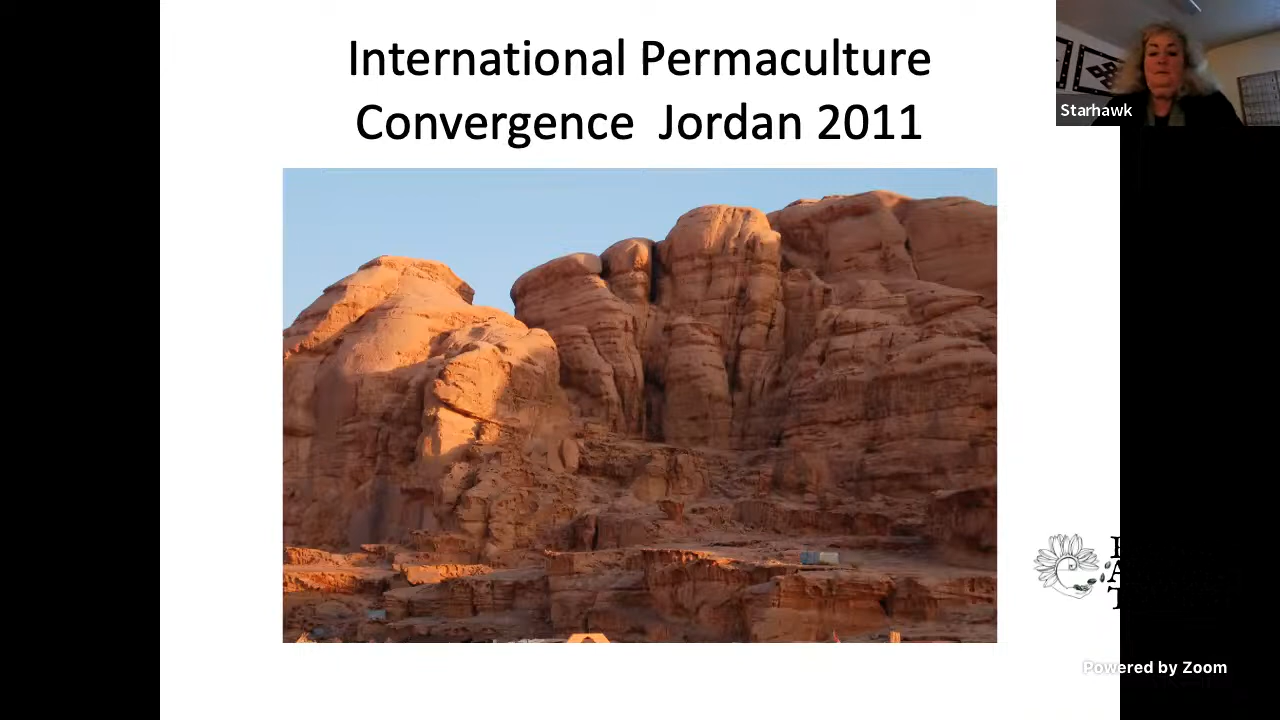 International Permaculture
Convergence Jordan 2011
Starhawk
Powered by Zoom